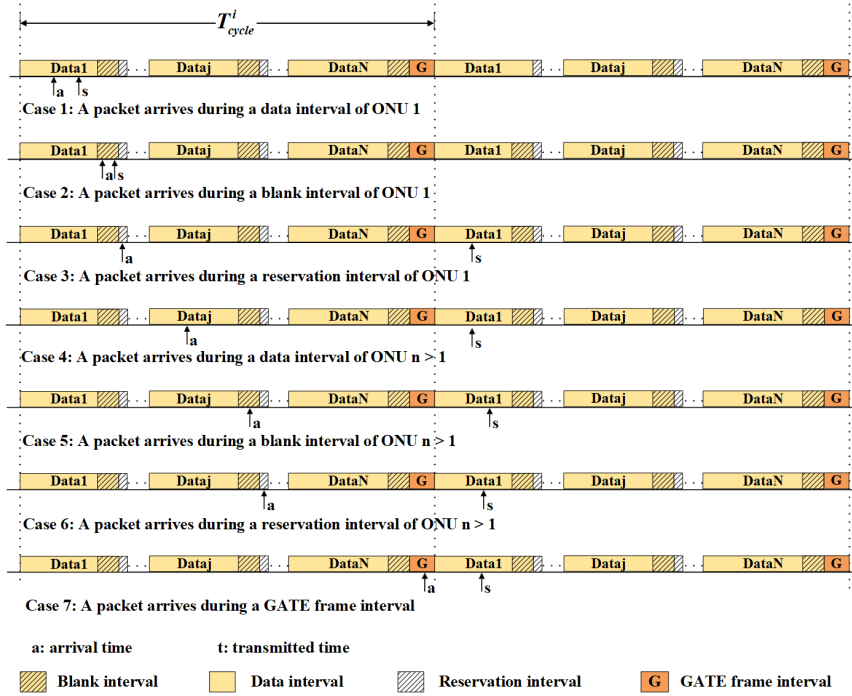 T^i_cycle
Data1 . . . Dataj . . . DataN G Data1 . . . Dataj . . . DataN G
a s
Case 1: A packet arrives during a data interval of ONU 1
Data1 . . . Dataj . . . DataN G Data1 . . . Dataj . . . DataN G
a s
Case 2: A packet arrives during a blank interval of ONU 1
Data1 . . . Dataj . . . DataN G Data1 . . . Dataj . . . DataN G
a s
Case 3: A packet arrives during a reservation interval of ONU 1
Data1 . . . Dataj . . . DataN G Data1 . . . Dataj . . . DataN G
a s
Case 4: A packet arrives during a data interval of ONU n > 1
Data1 . . . Dataj . . . DataN G Data1 . . . Dataj . . . DataN G
a s
Case 5: A packet arrives during a blank interval of ONU n > 1
Data1 . . . Dataj . . . DataN G Data1 . . . Dataj . . . DataN G
a s
Case 6: A packet arrives during a reservation interval of ONU n > 1
Data1 . . . Dataj . . . DataN G Data1 . . . Dataj . . . DataN G
a s
Case 7: A packet arrives during a GATE frame interval
a: arrival time t: transmitted time
Blank interval Data interval Reservation interval G GATE frame interval